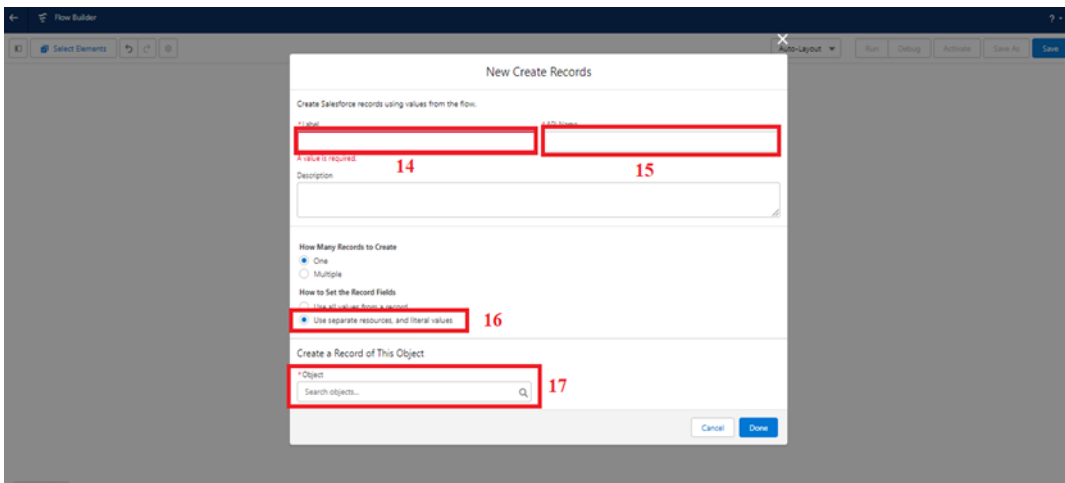 Flow Builder
?
Select Elements
Auto-Layout
Run
Debug
Activate
Save As
Save
New Create Records
Create Salesforce records using values from the flow.
*Label
*API Name
A value is required.
14
15
Description
How Many Records to Create
One
Multiple
How to Set the Record Fields
Use all values from a record
Use separate resources, and literal values
16
Create a Record of This Object
*Object
Search objects...
17
Cancel
Done